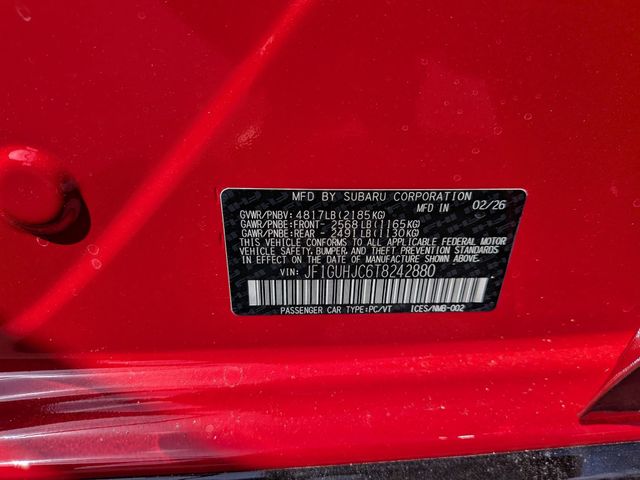 MFD BY SUBARU CORPORATION 02/26
GVWR/PNBV: 4817LB(2185KG)
GAWR/PNBE:FRONT- 2568LB(1165KG)
GAWR/PNBE:REAR - 2491LB(1130KG)
THIS VEHICLE CONFORMS TO ALL APPLICABLE FEDERAL MOTOR
VEHICLE SAFETY, BUMPER, AND THEFT PREVENTION STANDARDS
IN EFFECT ON THE DATE OF MANUFACTURE SHOWN ABOVE.
VIN: JF1GUHJC6T8242880
PASSENGER CAR TYPE:PC/VT ICES/NMB-002